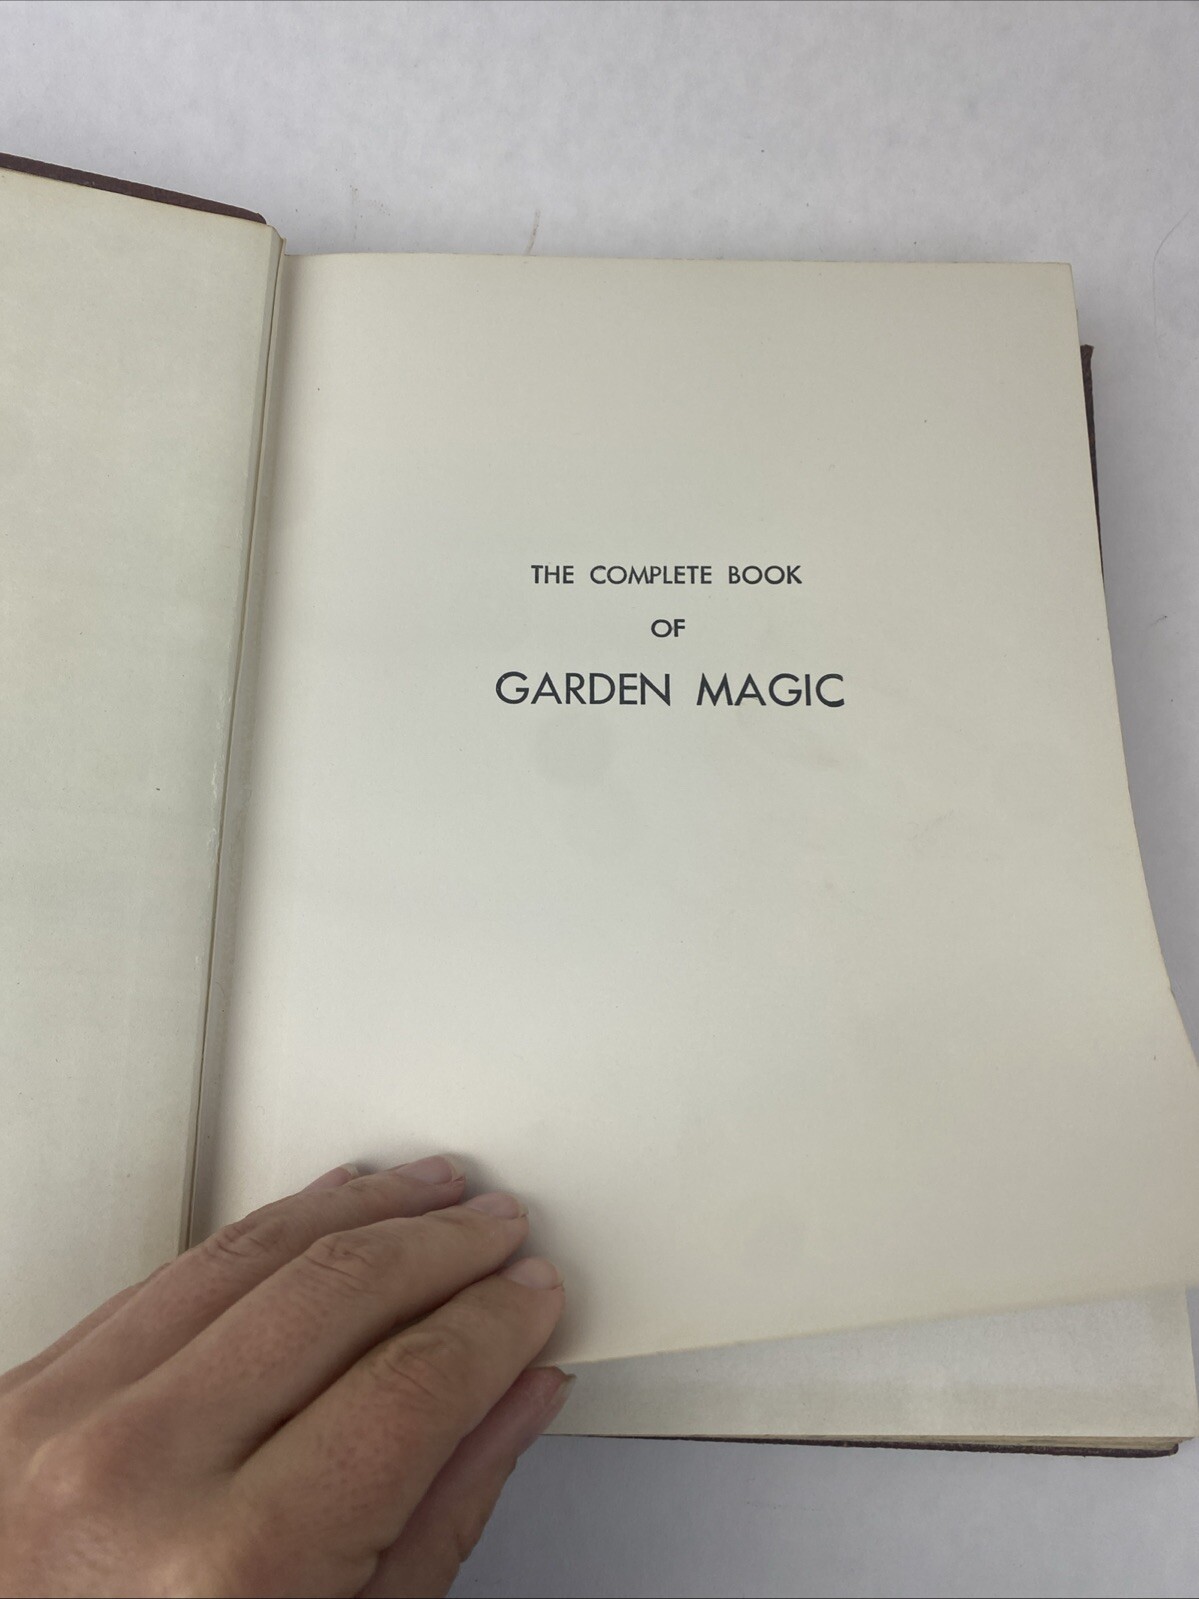 THE COMPLETE BOOK
OF
GARDEN MAGIC